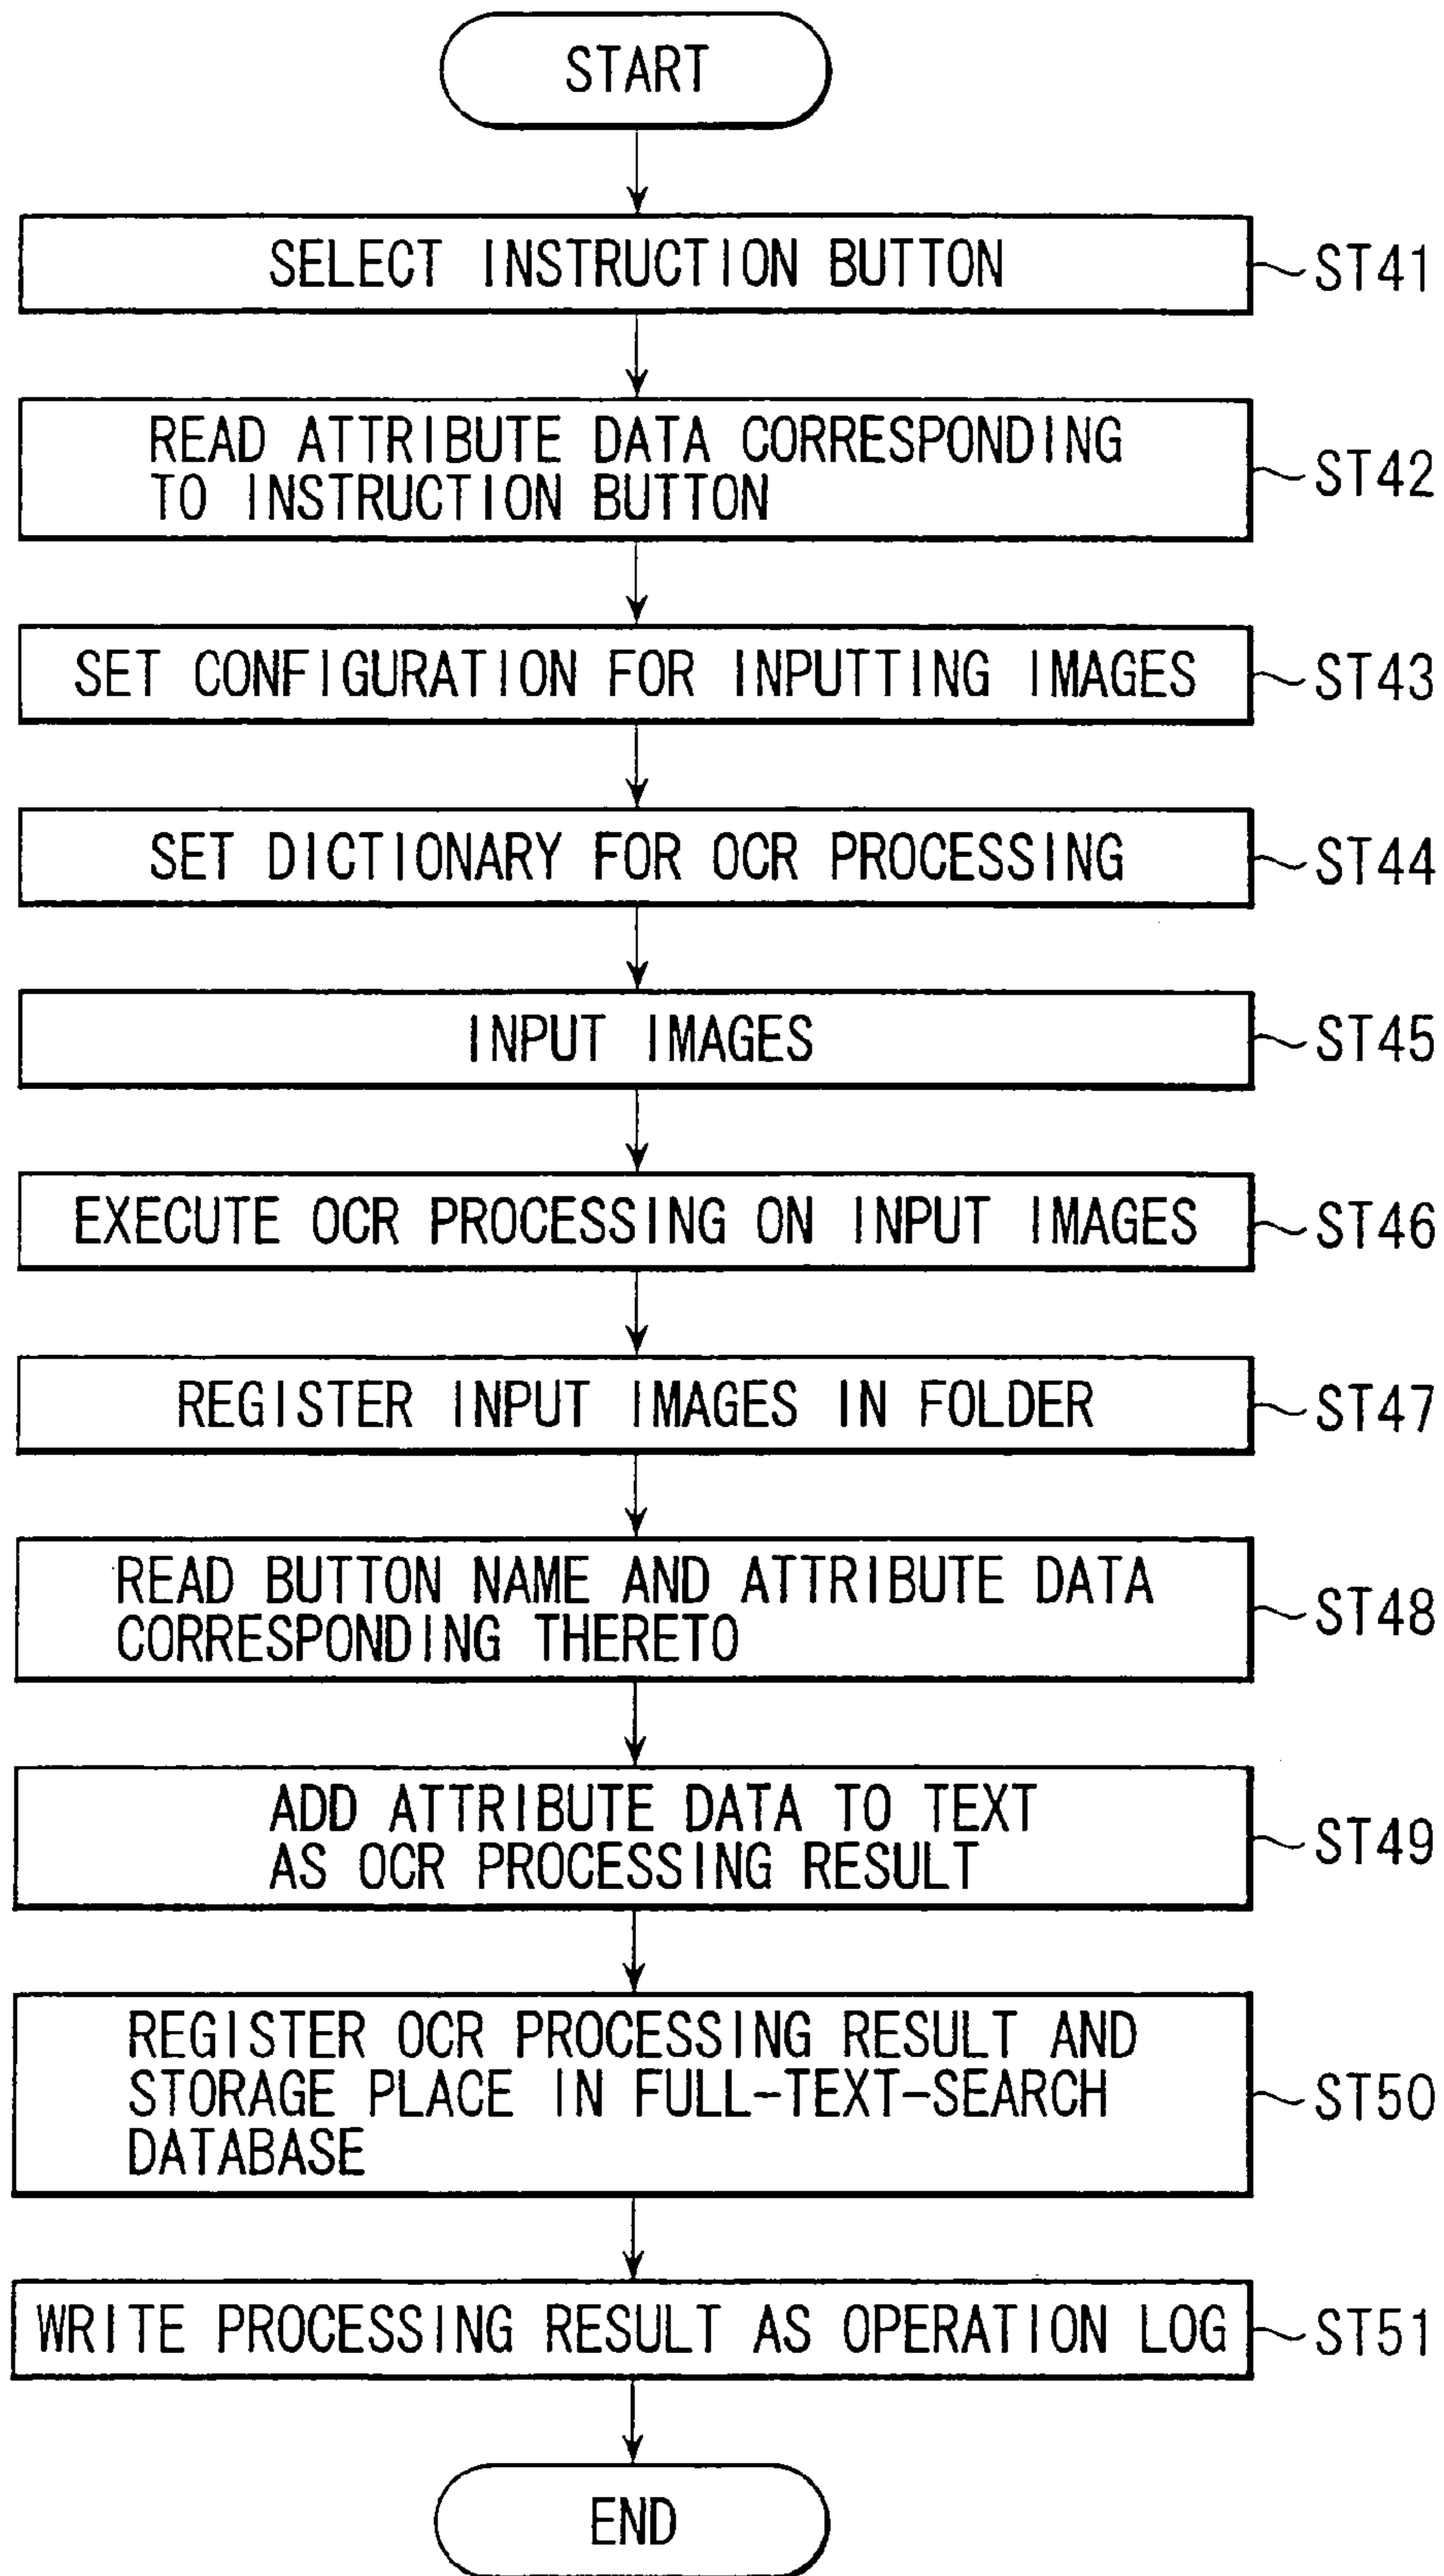 START
SELECT INSTRUCTION BUTTON
ST41
READ ATTRIBUTE DATA CORRESPONDING
TO INSTRUCTION BUTTON
ST42
SET CONFIGURATION FOR INPUTTING IMAGES
ST43
SET DICTIONARY FOR OCR PROCESSING
ST44
INPUT IMAGES
ST45
EXECUTE OCR PROCESSING ON INPUT IMAGES
ST46
REGISTER INPUT IMAGES IN FOLDER
ST47
READ BUTTON NAME AND ATTRIBUTE DATA
CORRESPONDING THERETO
ST48
ADD ATTRIBUTE DATA TO TEXT
AS OCR PROCESSING RESULT
ST49
REGISTER OCR PROCESSING RESULT AND
STORAGE PLACE IN FULL-TEXT-SEARCH
DATABASE
ST50
WRITE PROCESSING RESULT AS OPERATION LOG
ST51
END